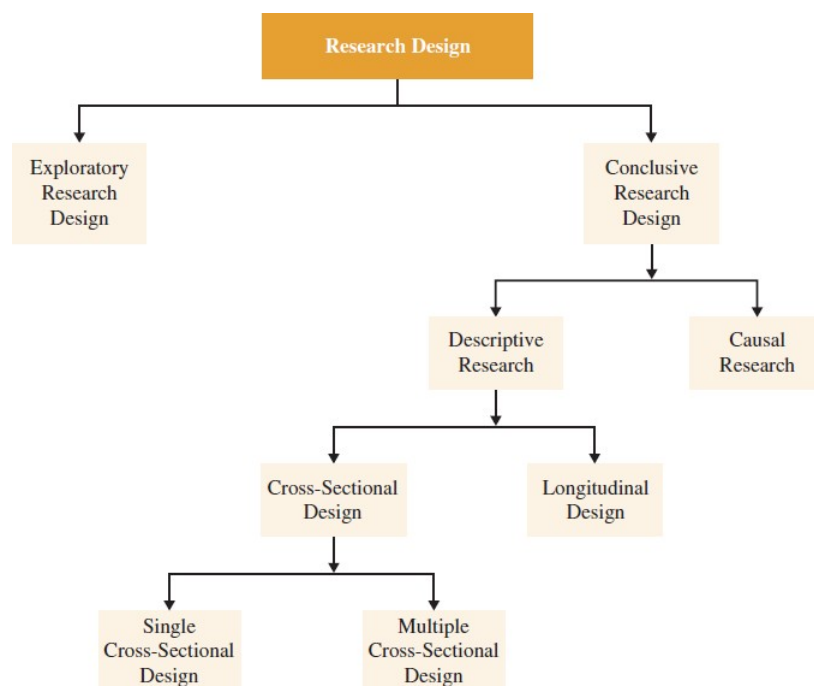 Research Design
Exploratory
Research
Design
Conclusive
Research
Design
Descriptive
Research
Causal
Research
Cross-Sectional
Design
Longitudinal
Design
Single
Cross-Sectional
Design
Multiple
Cross-Sectional
Design